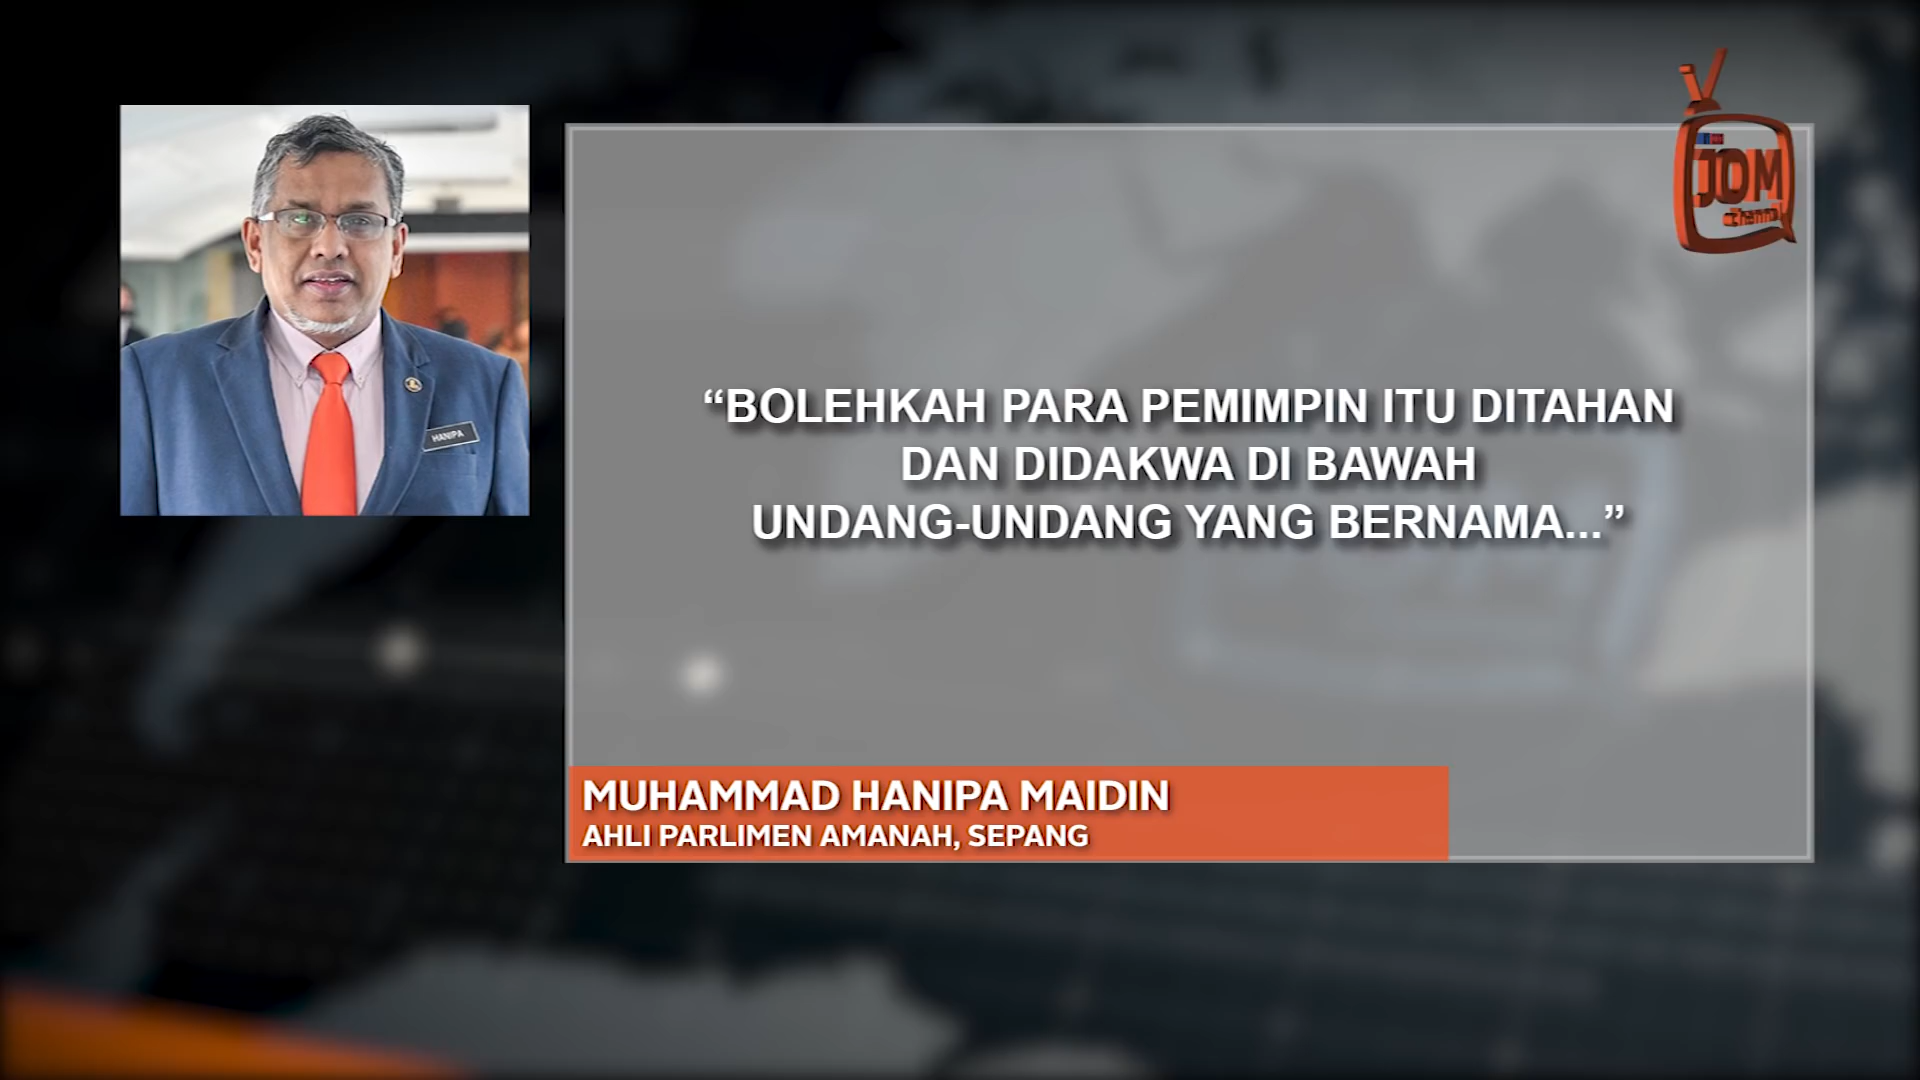 HANIPA
JOM
Channel
“BOLEHKAH PARA PEMIMPIN ITU DITAHAN
DAN DIDAKWA DI BAWAH
UNDANG-UNDANG YANG BERNAMA...”
MUHAMMAD HANIPA MAIDIN
AHLI PARLIMEN AMANAH, SEPANG